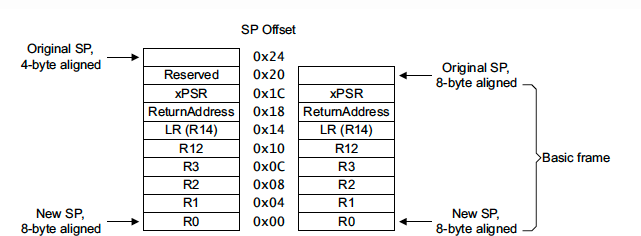 SP Offset
Original SP,
4-byte aligned
0x24
Reserved
0x20
Original SP,
8-byte aligned
xPSR
0x1C
xPSR
ReturnAddress
0x18
ReturnAddress
LR (R14)
0x14
LR (R14)
R12
0x10
R12
Basic frame
R3
0x0C
R3
R2
0x08
R2
R1
0x04
R1
New SP,
8-byte aligned
R0
0x00
R0
New SP,
8-byte aligned